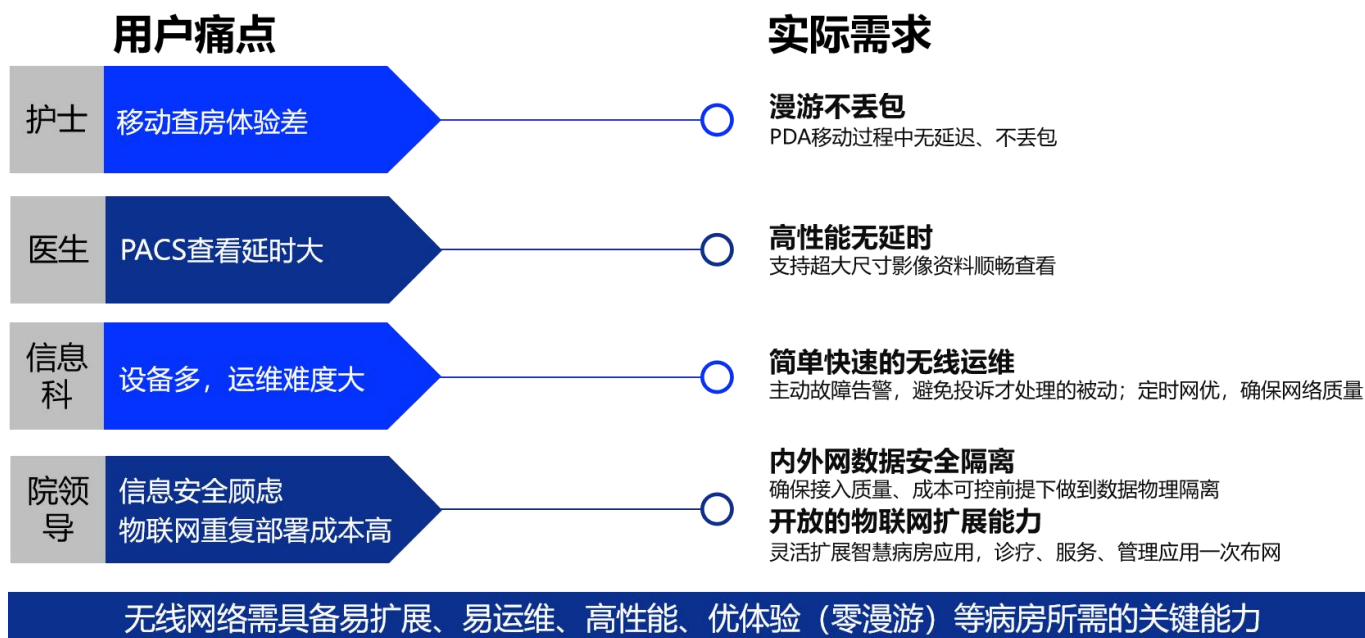 用户痛点
实际需求
护士
移动查房体验差
漫游不丢包
PDA移动过程中无延迟、不丢包
医生
PACS查看延时大
高性能无延时
支持超大尺寸影像资料顺畅查看
信息
科
设备多，运维难度大
简单快速的无线运维
主动故障告警，避免投诉才处理的被动；定时网优，确保网络质量
院领
导
信息安全顾虑
物联网重复部署成本高
内外网数据安全隔离
确保接入质量、成本可控前提下做到数据物理隔离
开放的物联网扩展能力
灵活扩展智慧病房应用，诊疗、服务、管理应用一次布网
无线网络需具备易扩展、易运维、高性能、优体验（零漫游）等病房所需的关键能力